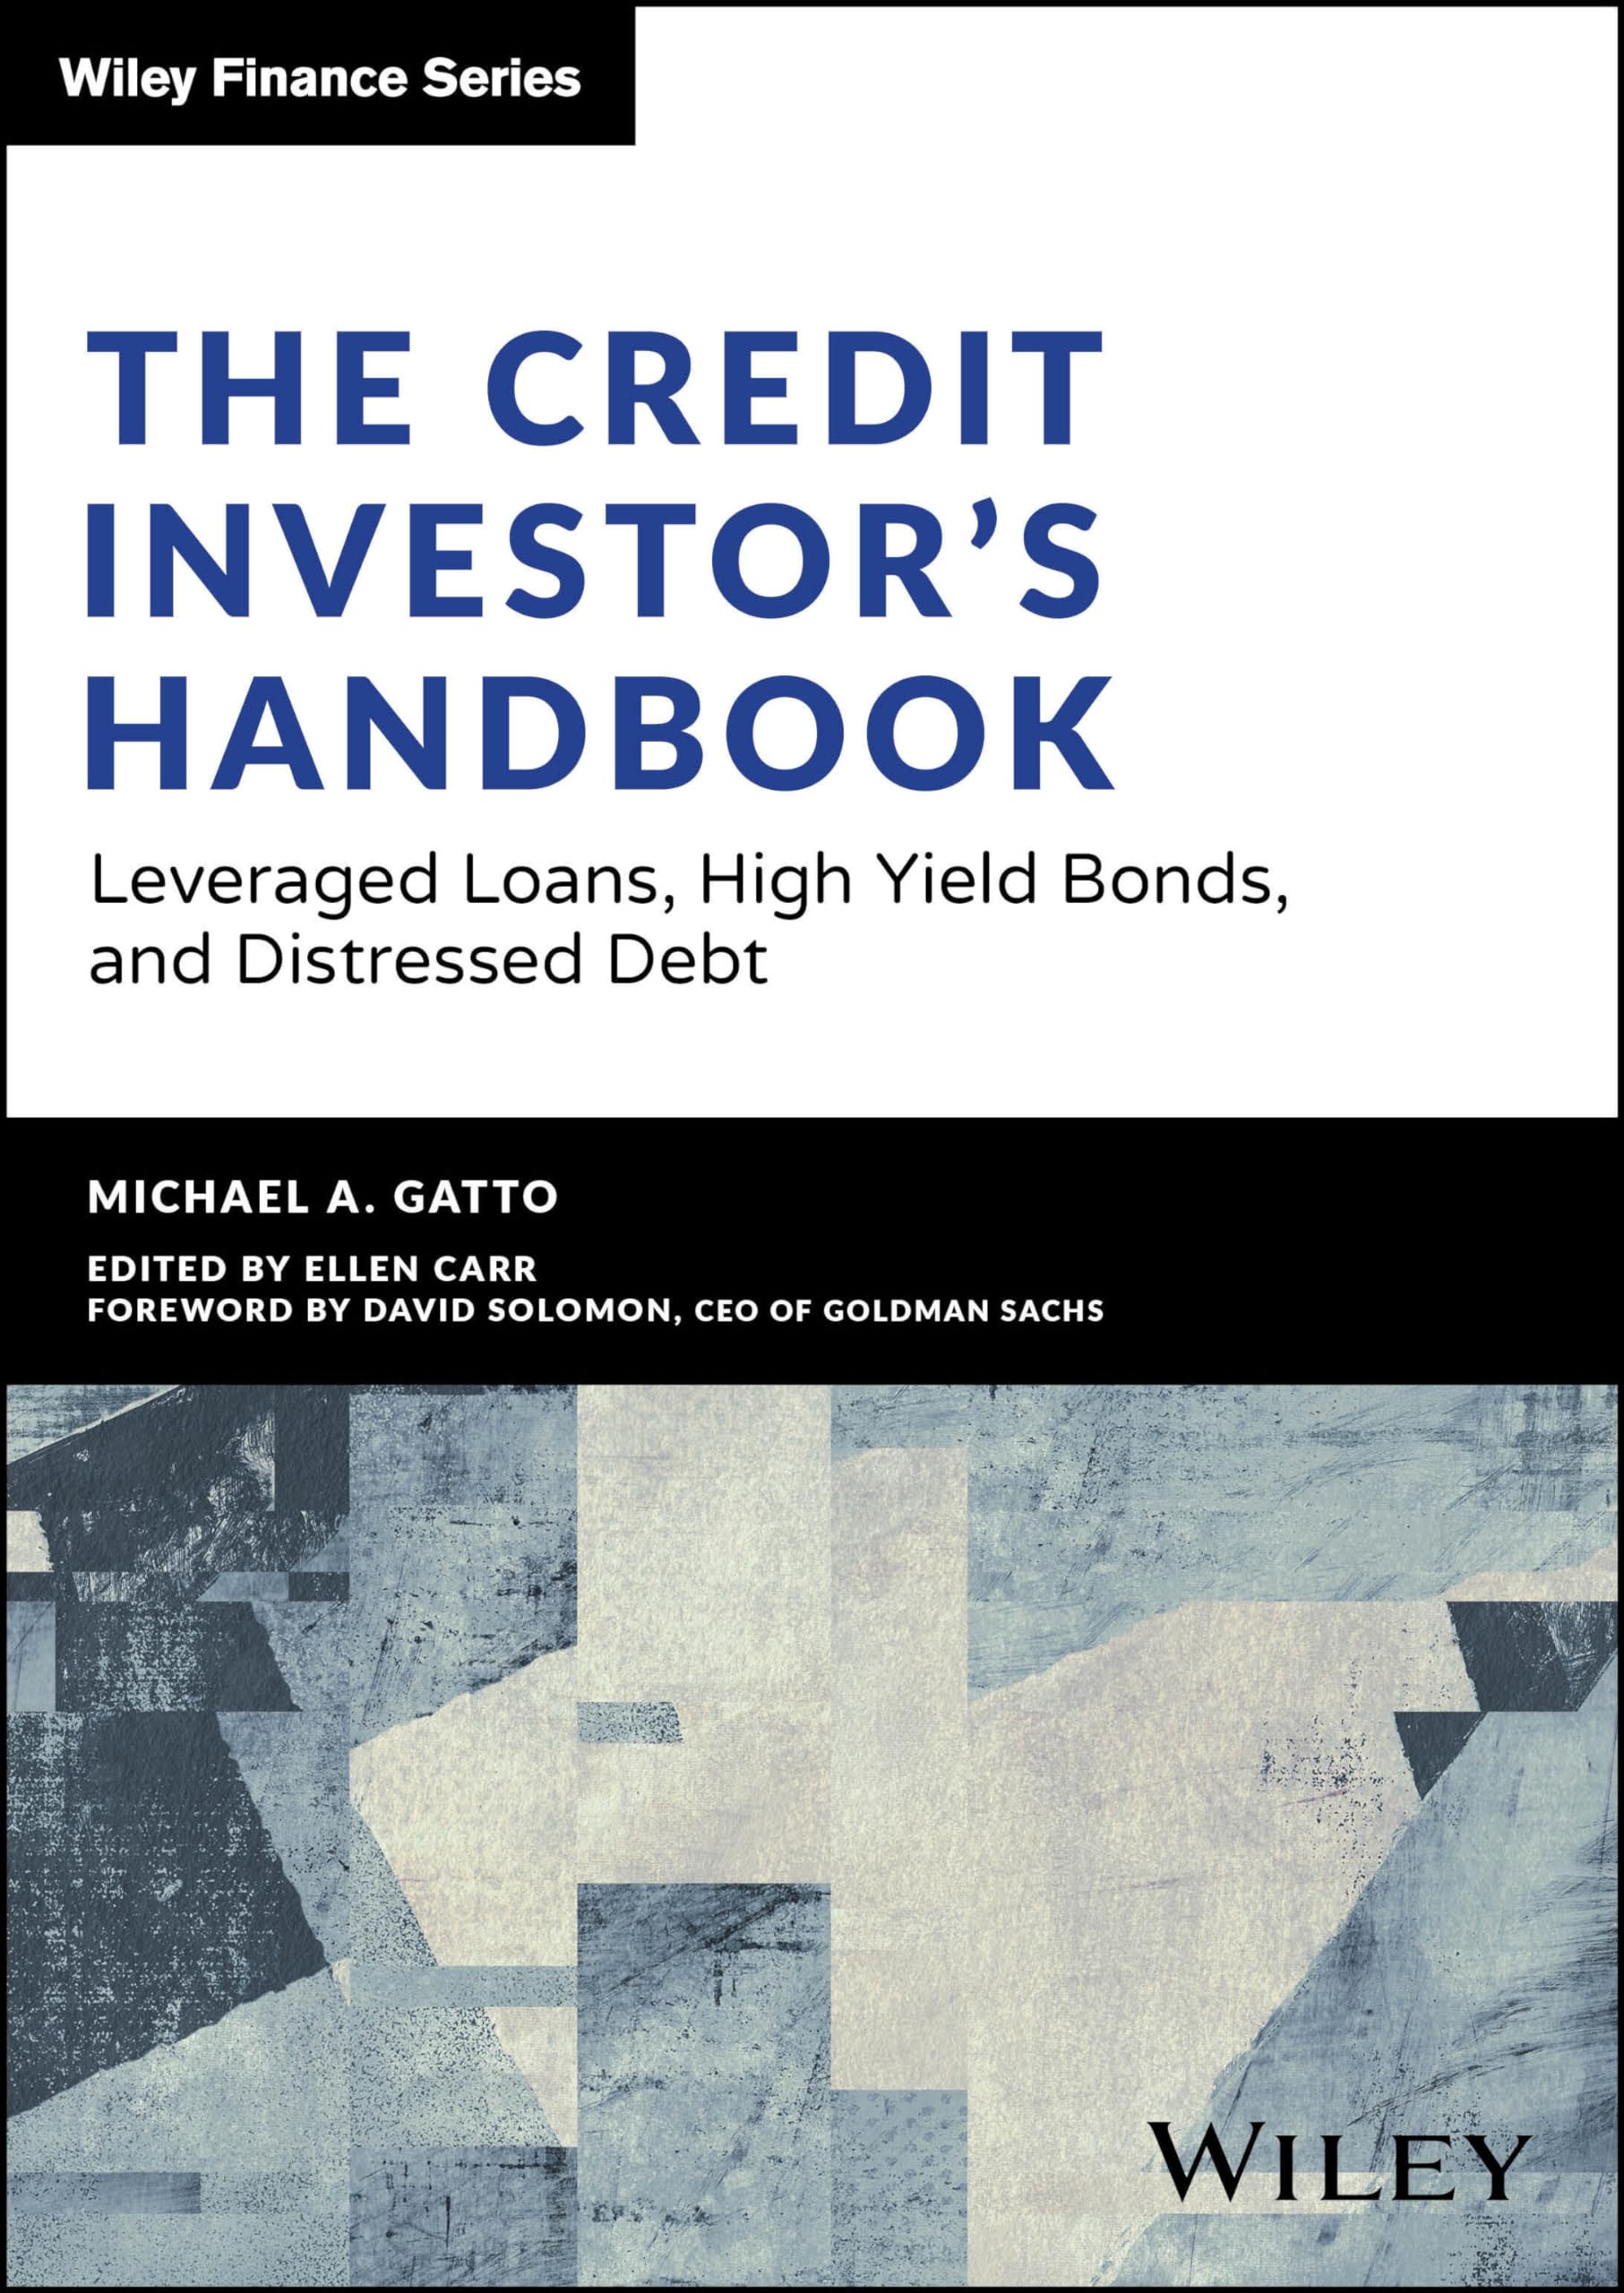 Wiley Finance Series
THE CREDIT
INVESTOR’S
HANDBOOK
Leveraged Loans, High Yield Bonds,
and Distressed Debt
MICHAEL A. GATTO
EDITED BY ELLEN CARR
FOREWORD BY DAVID SOLOMON, CEO OF GOLDMAN SACHS
WILEY